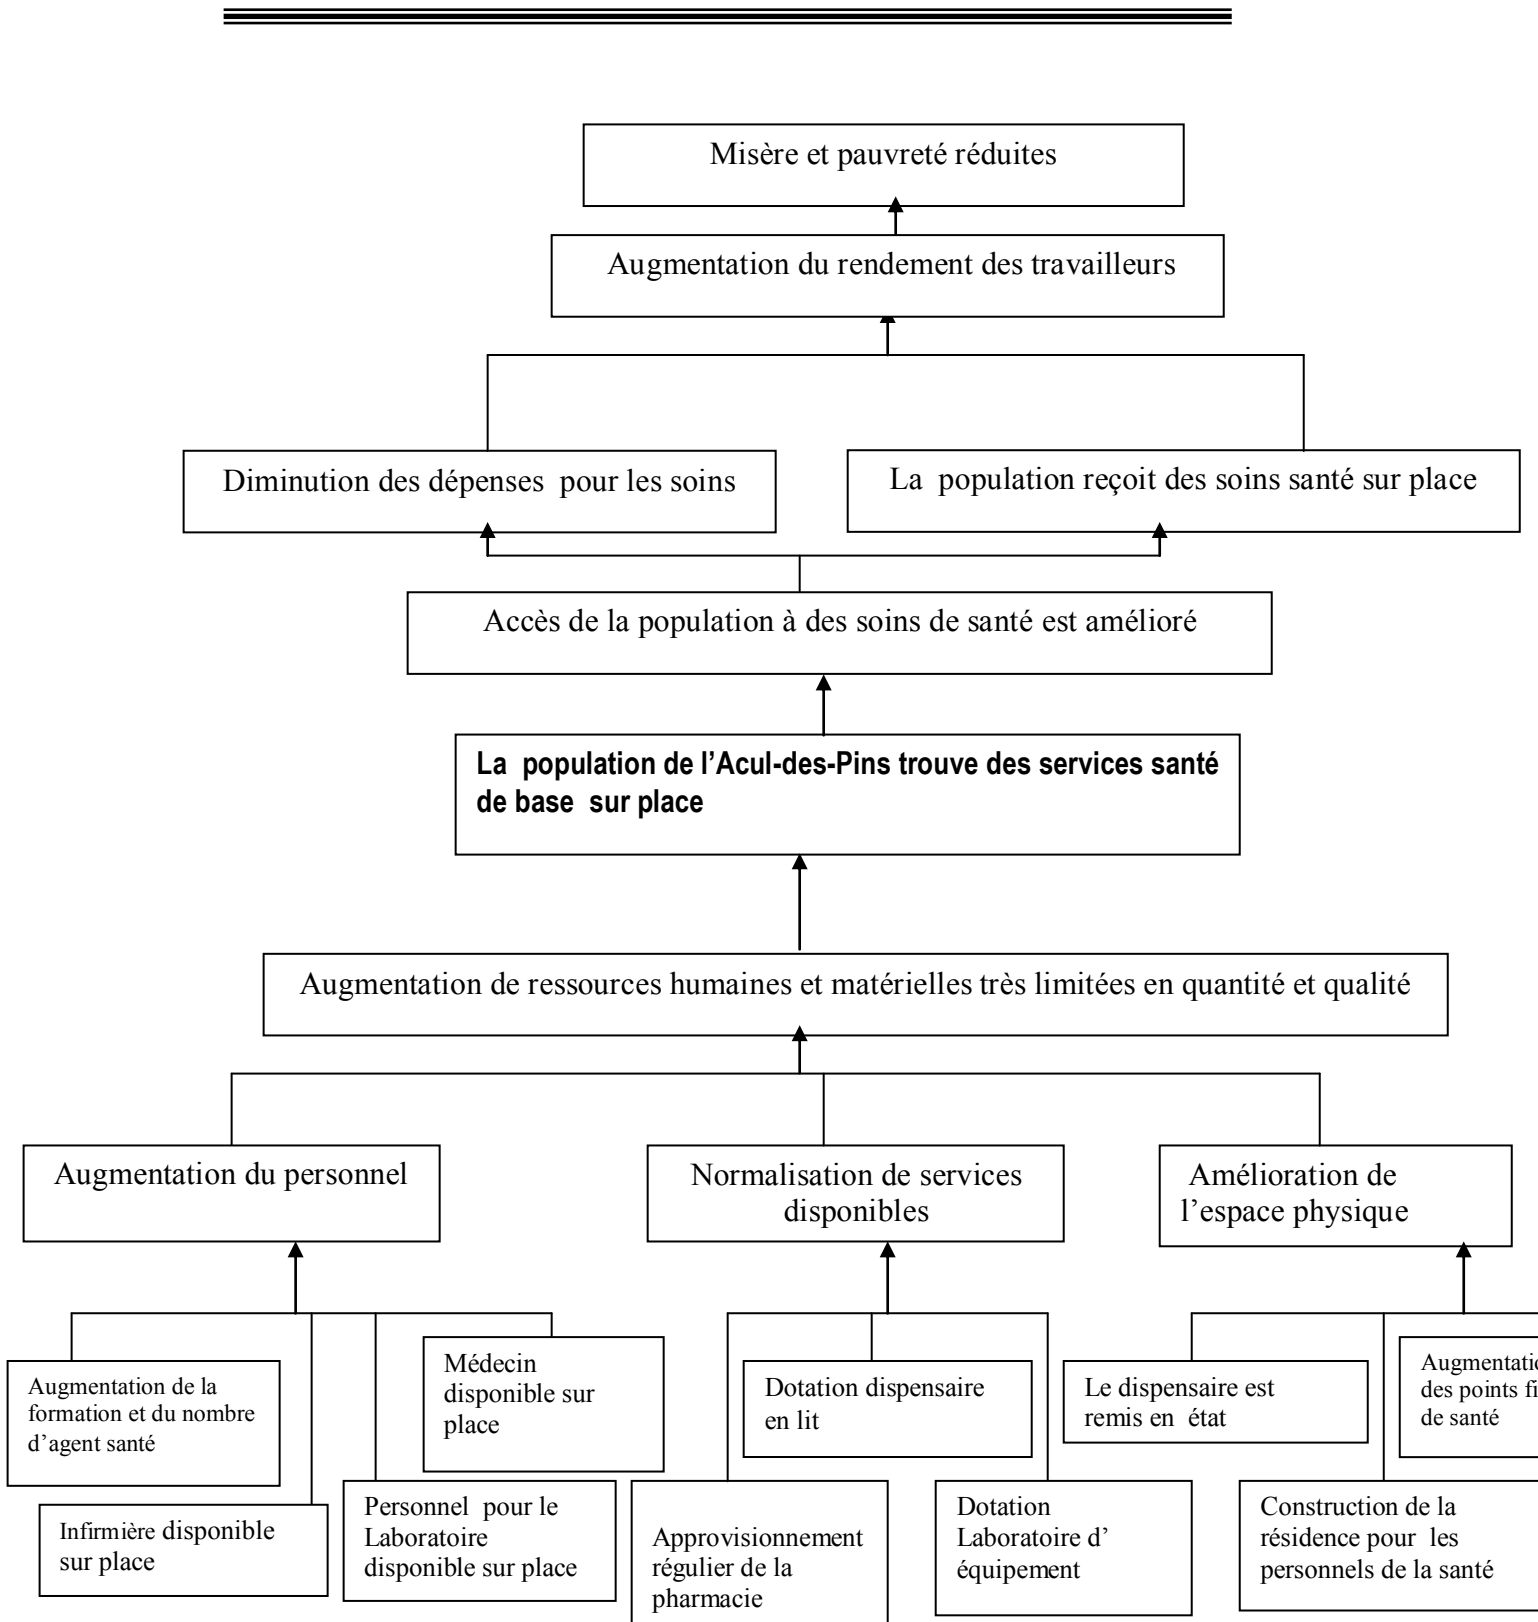 Misère et pauvreté réduites
Augmentation du rendement des travailleurs
Diminution des dépenses pour les soins
La population reçoit des soins santé sur place
Accès de la population à des soins de santé est amélioré
La population de l’Acul-des-Pins trouve des services santé
de base sur place
Augmentation de ressources humaines et matérielles très limitées en quantité et qualité
Augmentation du personnel
Normalisation de services
disponibles
Amélioration de
l’espace physique
Augmentation de la
formation et du nombre
d’agent santé
Médecin
disponible sur
place
Dotation dispensaire
en lit
Le dispensaire est
remis en état
des points
de santé
Infirmière disponible
sur place
Personnel pour le
Laboratoire
disponible sur place
Approvisionnement
régulier de la
pharmacie
Dotation
Laboratoire d’
équipement
Construction de la
résidence pour les
personnels de la santé